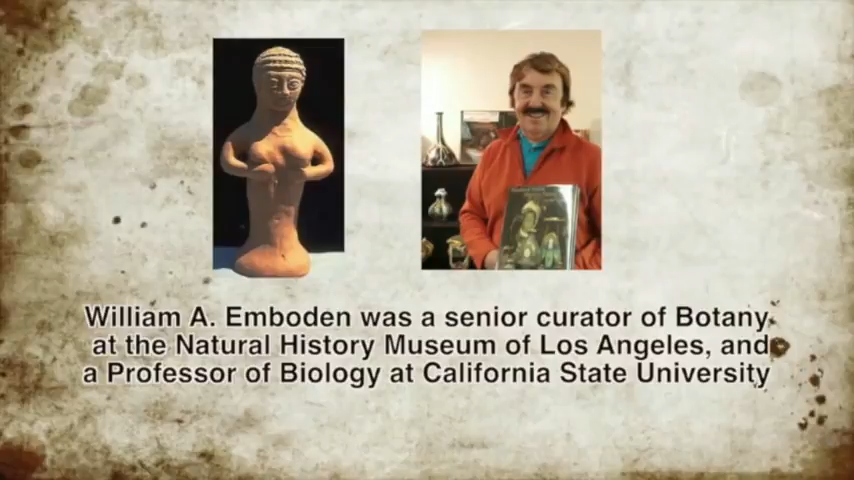 William A. Emboden was a senior curator of Botany
at the Natural History Museum of Los Angeles, and
a Professor of Biology at California State University